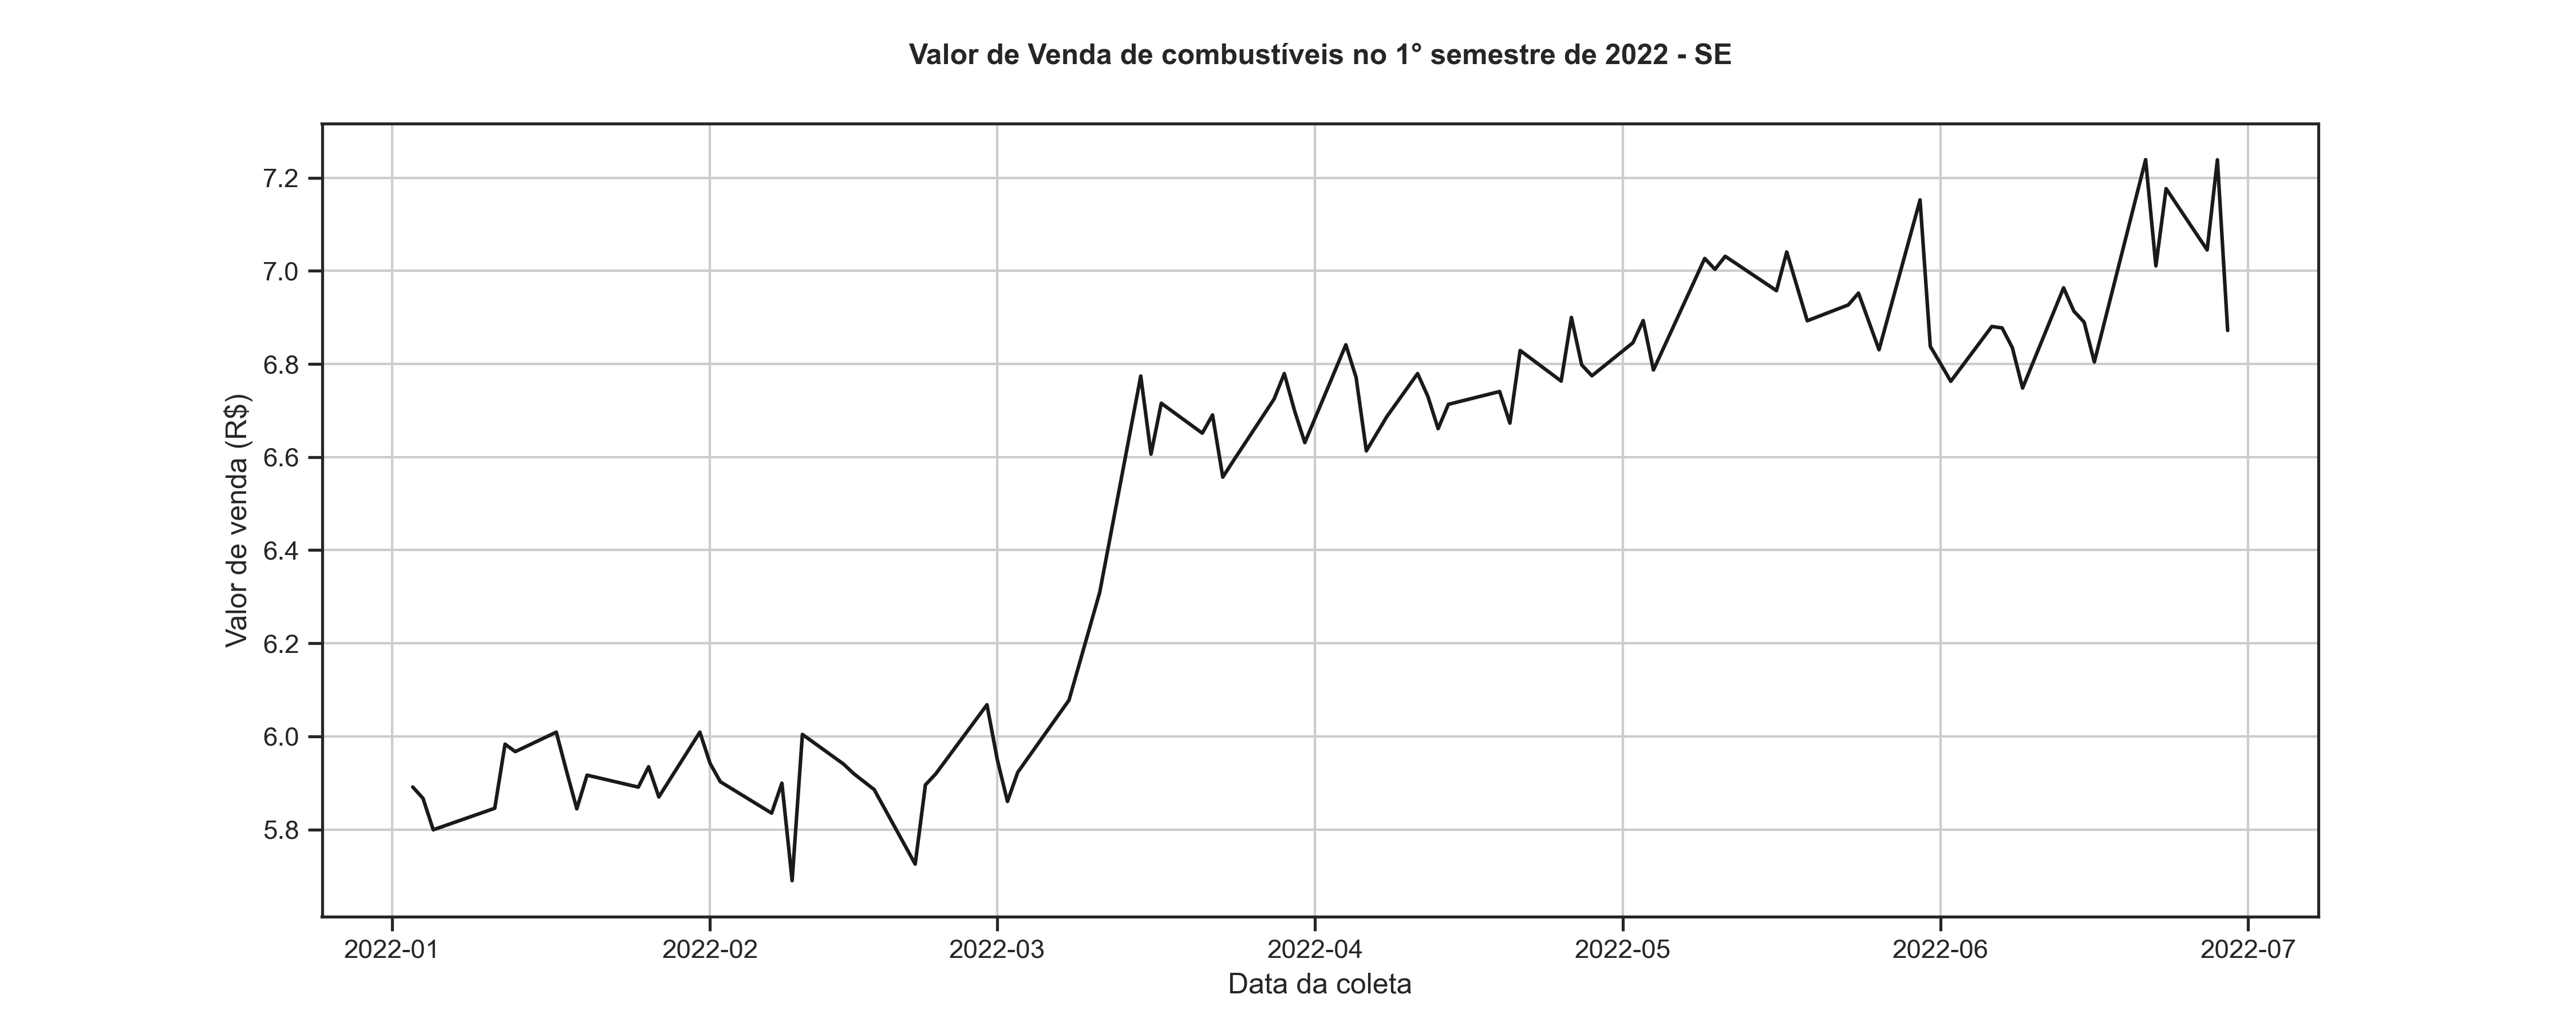 Valor de Venda de combustíveis no 1° semestre de 2022 - SE
7.2
7.0
6.8
6.6
6.4
6.2
6.0
5.8
Valor de venda (R$)
2022-01 2022-02 2022-03 2022-04 2022-05 2022-06 2022-07
Data da coleta